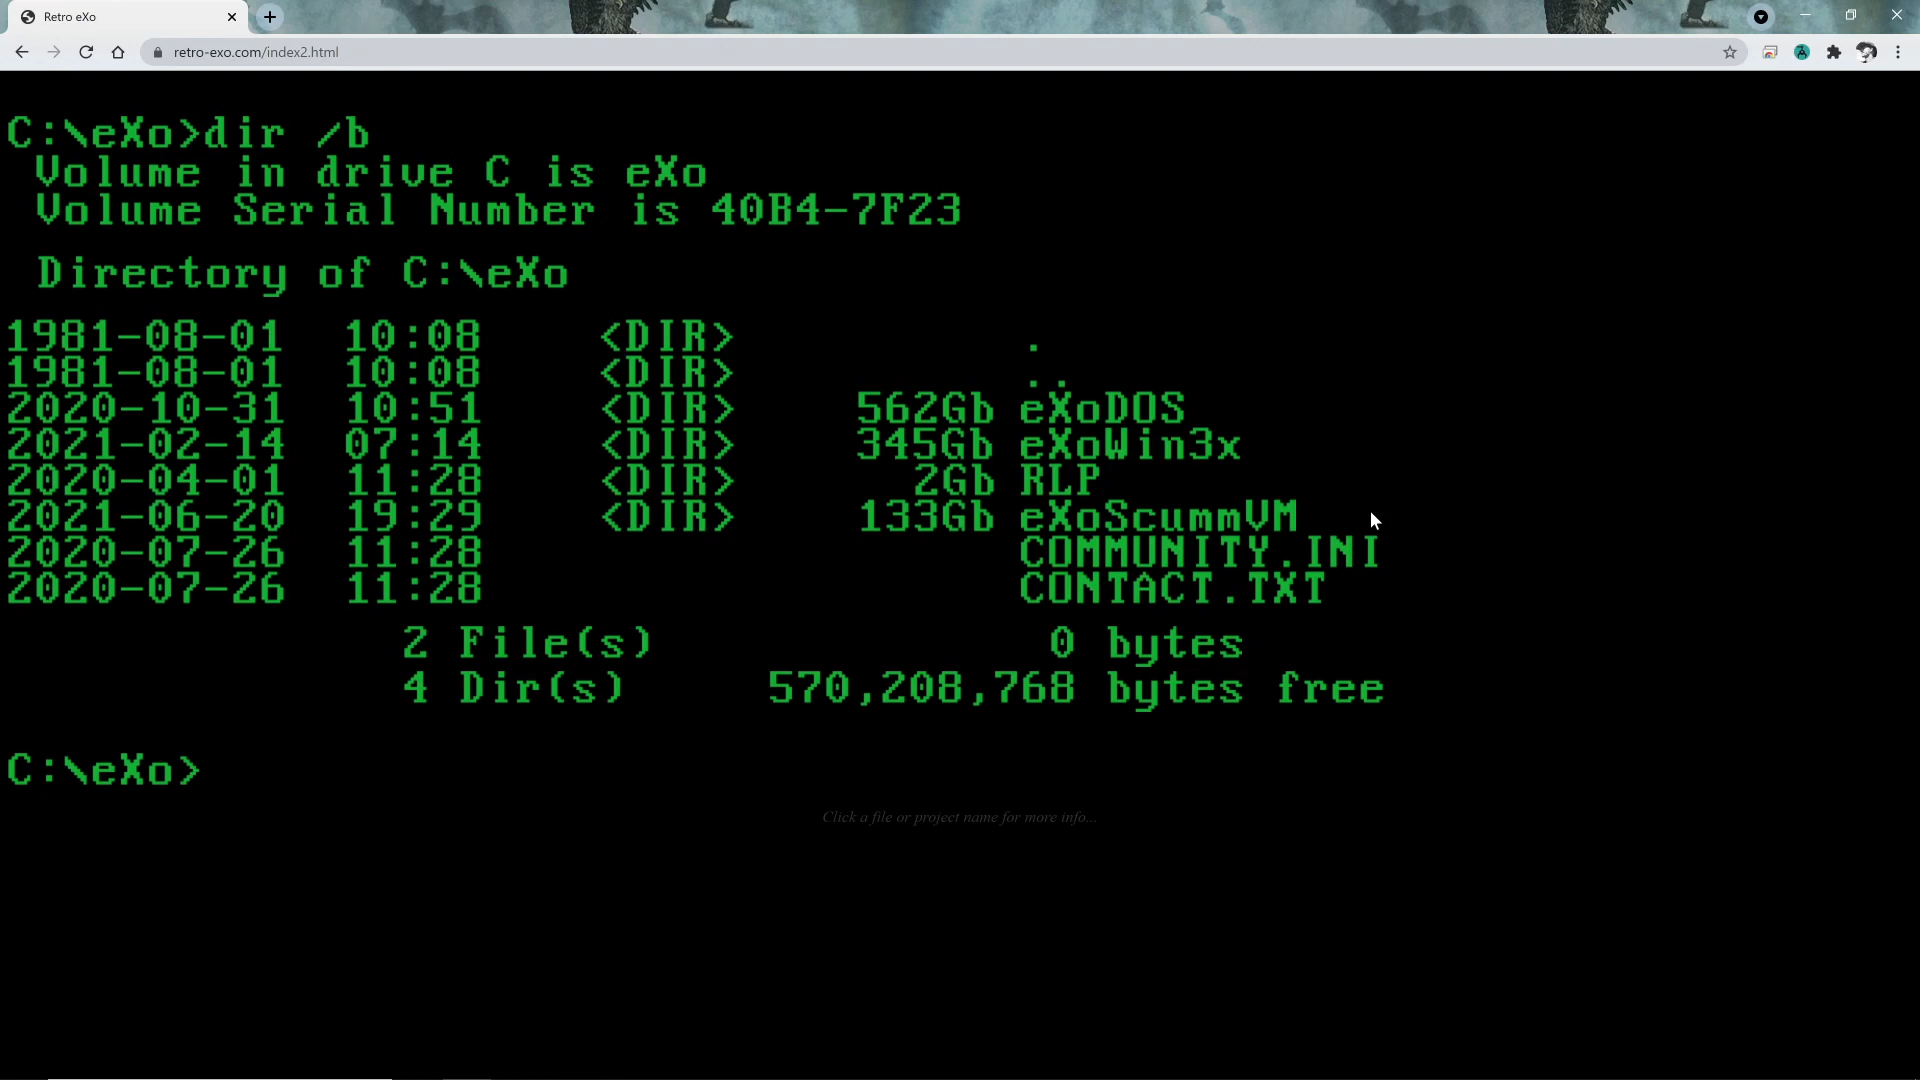 Retro eXo
retro-exo.com/index2.html
C:\eXo>dir /b
Volume in drive C is eXo
Volume Serial Number is 40B4-7F23
Directory of C:\eXo
1981-08-01 10:08 <DIR> .
1981-08-01 10:08 <DIR> ..
2020-10-31 10:51 <DIR> 562Gb eXoDOS
2021-02-14 07:14 <DIR> 345Gb eXoWin3x
2020-04-01 11:28 <DIR> 2Gb RLP
2021-06-20 19:29 <DIR> 133Gb eXoScummVM
2020-07-26 11:28 COMMUNITY.INI
2020-07-26 11:28 CONTACT.TXT
2 File(s) 0 bytes
4 Dir(s) 570,208,768 bytes free
C:\eXo>
Click a file or project name for more info...